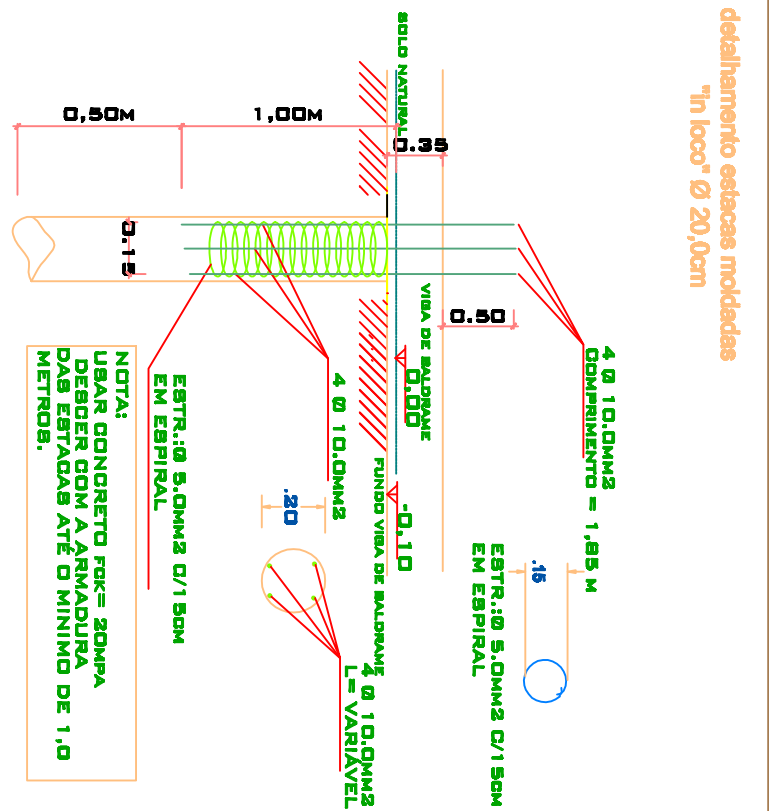 detalhamento estacas moldadas
"in loco" Ø 20,0cm
4 Ø 10.0MM2
COMPRIMENTO = 1,85 M
.15
ESTR.:Ø 5.0MM2 C/15CM
EM ESPIRAL
0.50
SOLO NATURAL
0.35
VIGA DE BALDRAME
0,00
-0,10
FUNDO VIGA DE BALDRAME
1,00M
0,50M
0.15
4 Ø 10.0MM2
.20
4 Ø 10.0MM2
L= VARIÁVEL
ESTR.:Ø 5.0MM2 C/15CM
EM ESPIRAL
NOTA:
USAR CONCRETO FCK= 20MPA
DESCER COM A ARMADURA
DAS ESTACAS ATÉ O MINIMO DE 1,0
METROS.